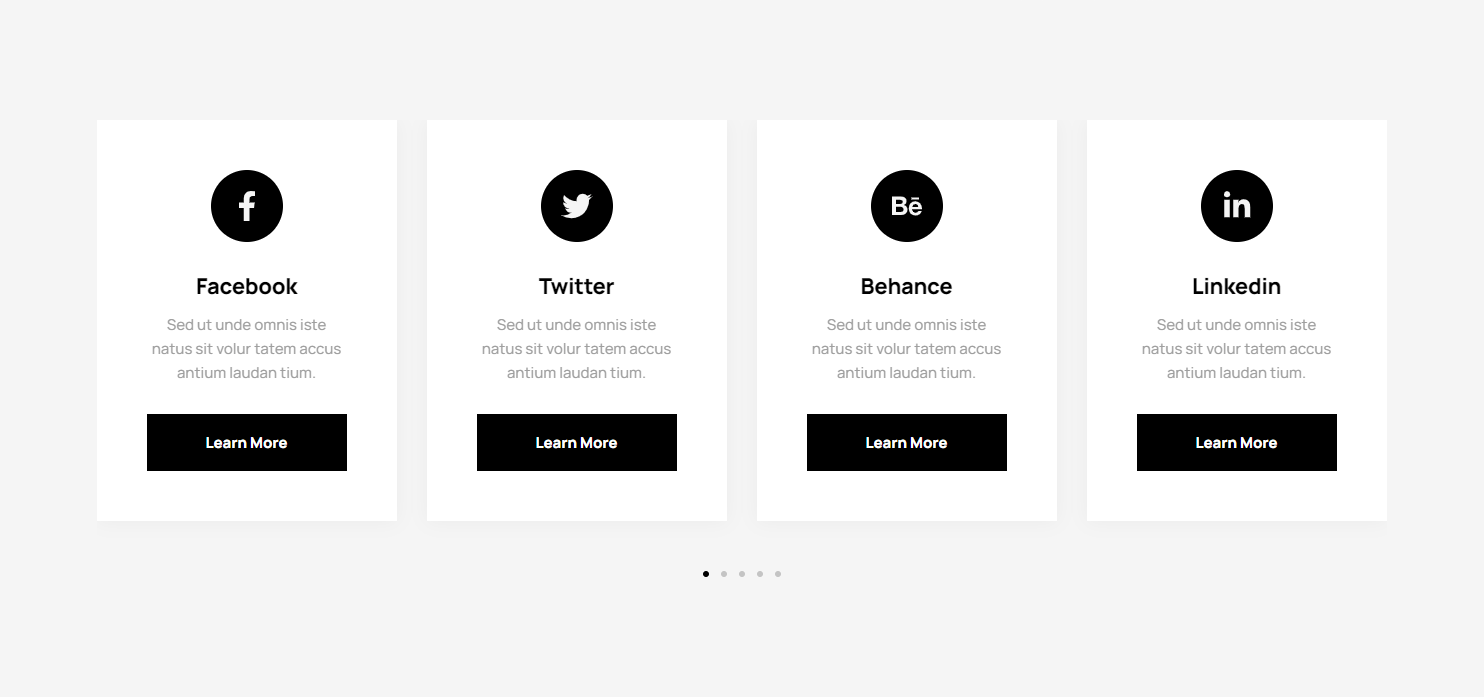 f
Bē
in
Facebook
Twitter
Behance
Linkedin
Sed ut unde omnis iste
natus sit volur tatem accus
antium laudan tium.
Sed ut unde omnis iste
natus sit volur tatem accus
antium laudan tium.
Sed ut unde omnis iste
natus sit volur tatem accus
antium laudan tium.
Sed ut unde omnis iste
natus sit volur tatem accus
antium laudan tium.
Learn More
Learn More
Learn More
Learn More